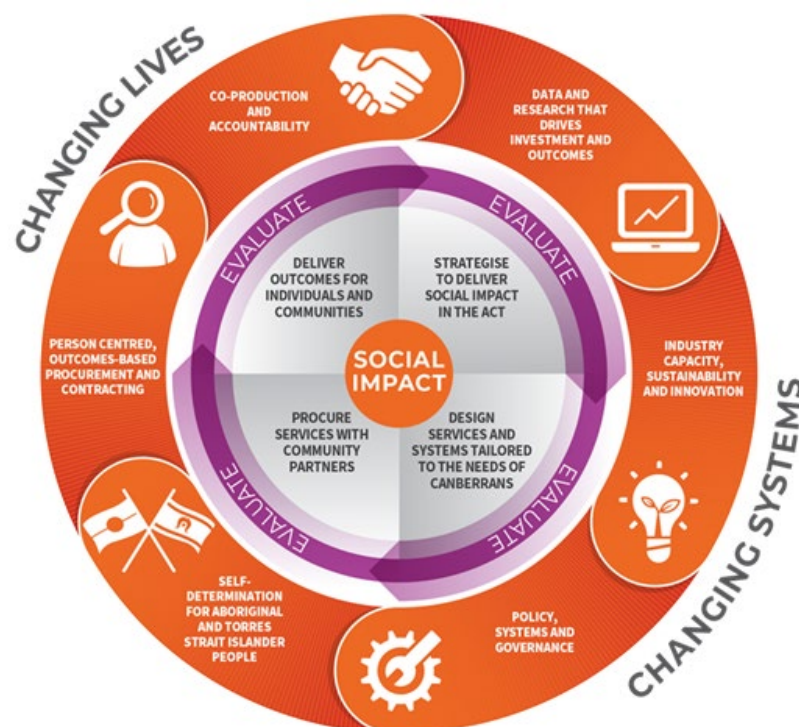 CHANGING LIVES
CO-PRODUCTION
AND
ACCOUNTABILITY
DATA AND
RESEARCH THAT
DRIVES
INVESTMENT AND
OUTCOMES
INDUSTRY
CAPACITY,
SUSTAINABILITY
AND INNOVATION
CHANGING SYSTEMS
POLICY,
SYSTEMS AND
GOVERNANCE
SELF-
DETERMINATION
FOR ABORIGINAL
AND TORRES
STRAIT ISLANDER
PEOPLE
PERSON CENTRED,
OUTCOMES-BASED
PROCUREMENT AND
CONTRACTING
EVALUATE
EVALUATE
EVALUATE
EVALUATE
DELIVER
OUTCOMES FOR
INDIVIDUALS AND
COMMUNITIES
STRATEGISE
TO DELIVER
SOCIAL IMPACT
IN THE ACT
SOCIAL
IMPACT
PROCURE
SERVICES WITH
COMMUNITY
PARTNERS
DESIGN
SERVICES AND
SYSTEMS TAILORED
TO THE NEEDS OF
CANBERRANS